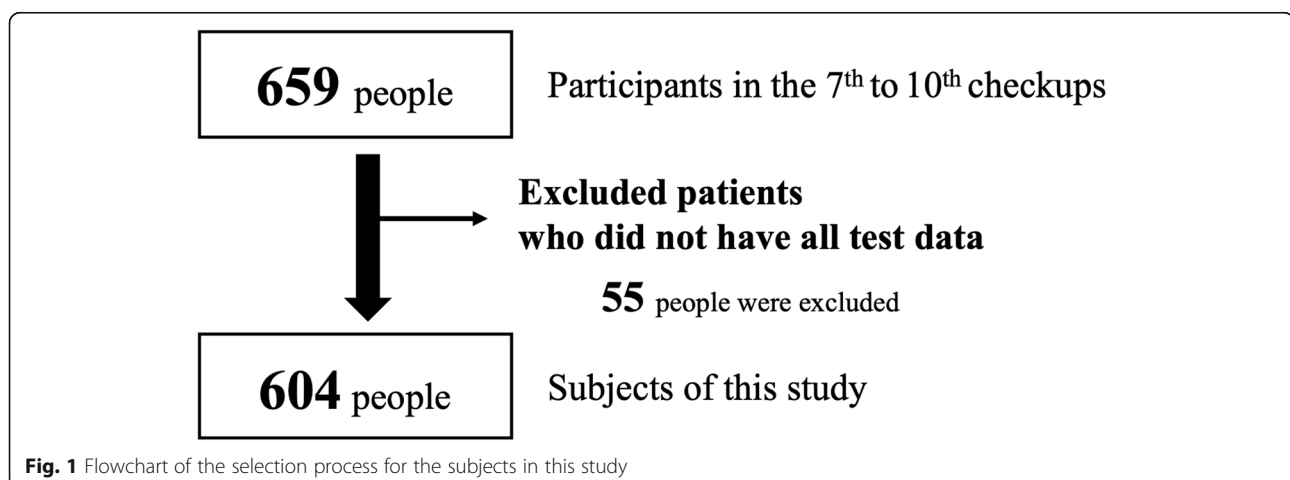 659 people Participants in the 7th to 10th checkups
Excluded patients
who did not have all test data
55 people were excluded
604 people Subjects of this study
Fig. 1 Flowchart of the selection process for the subjects in this study